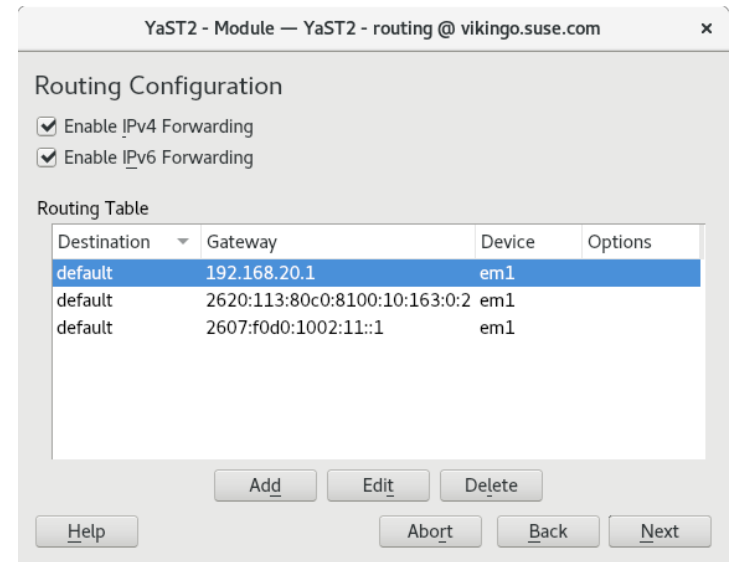 YaST2 - Module — YaST2 - routing @ vikingo.suse.com ×
Routing Configuration
Enable IPv4 Forwarding
Enable IPv6 Forwarding
Routing Table
Destination Gateway Device Options
default 192.168.20.1 em1
default 2620:113:80c0:8100:10:163:0:2 em1
default 2607:f0d0:1002:11::1 em1
Add Edit Delete
Help Abort Back Next